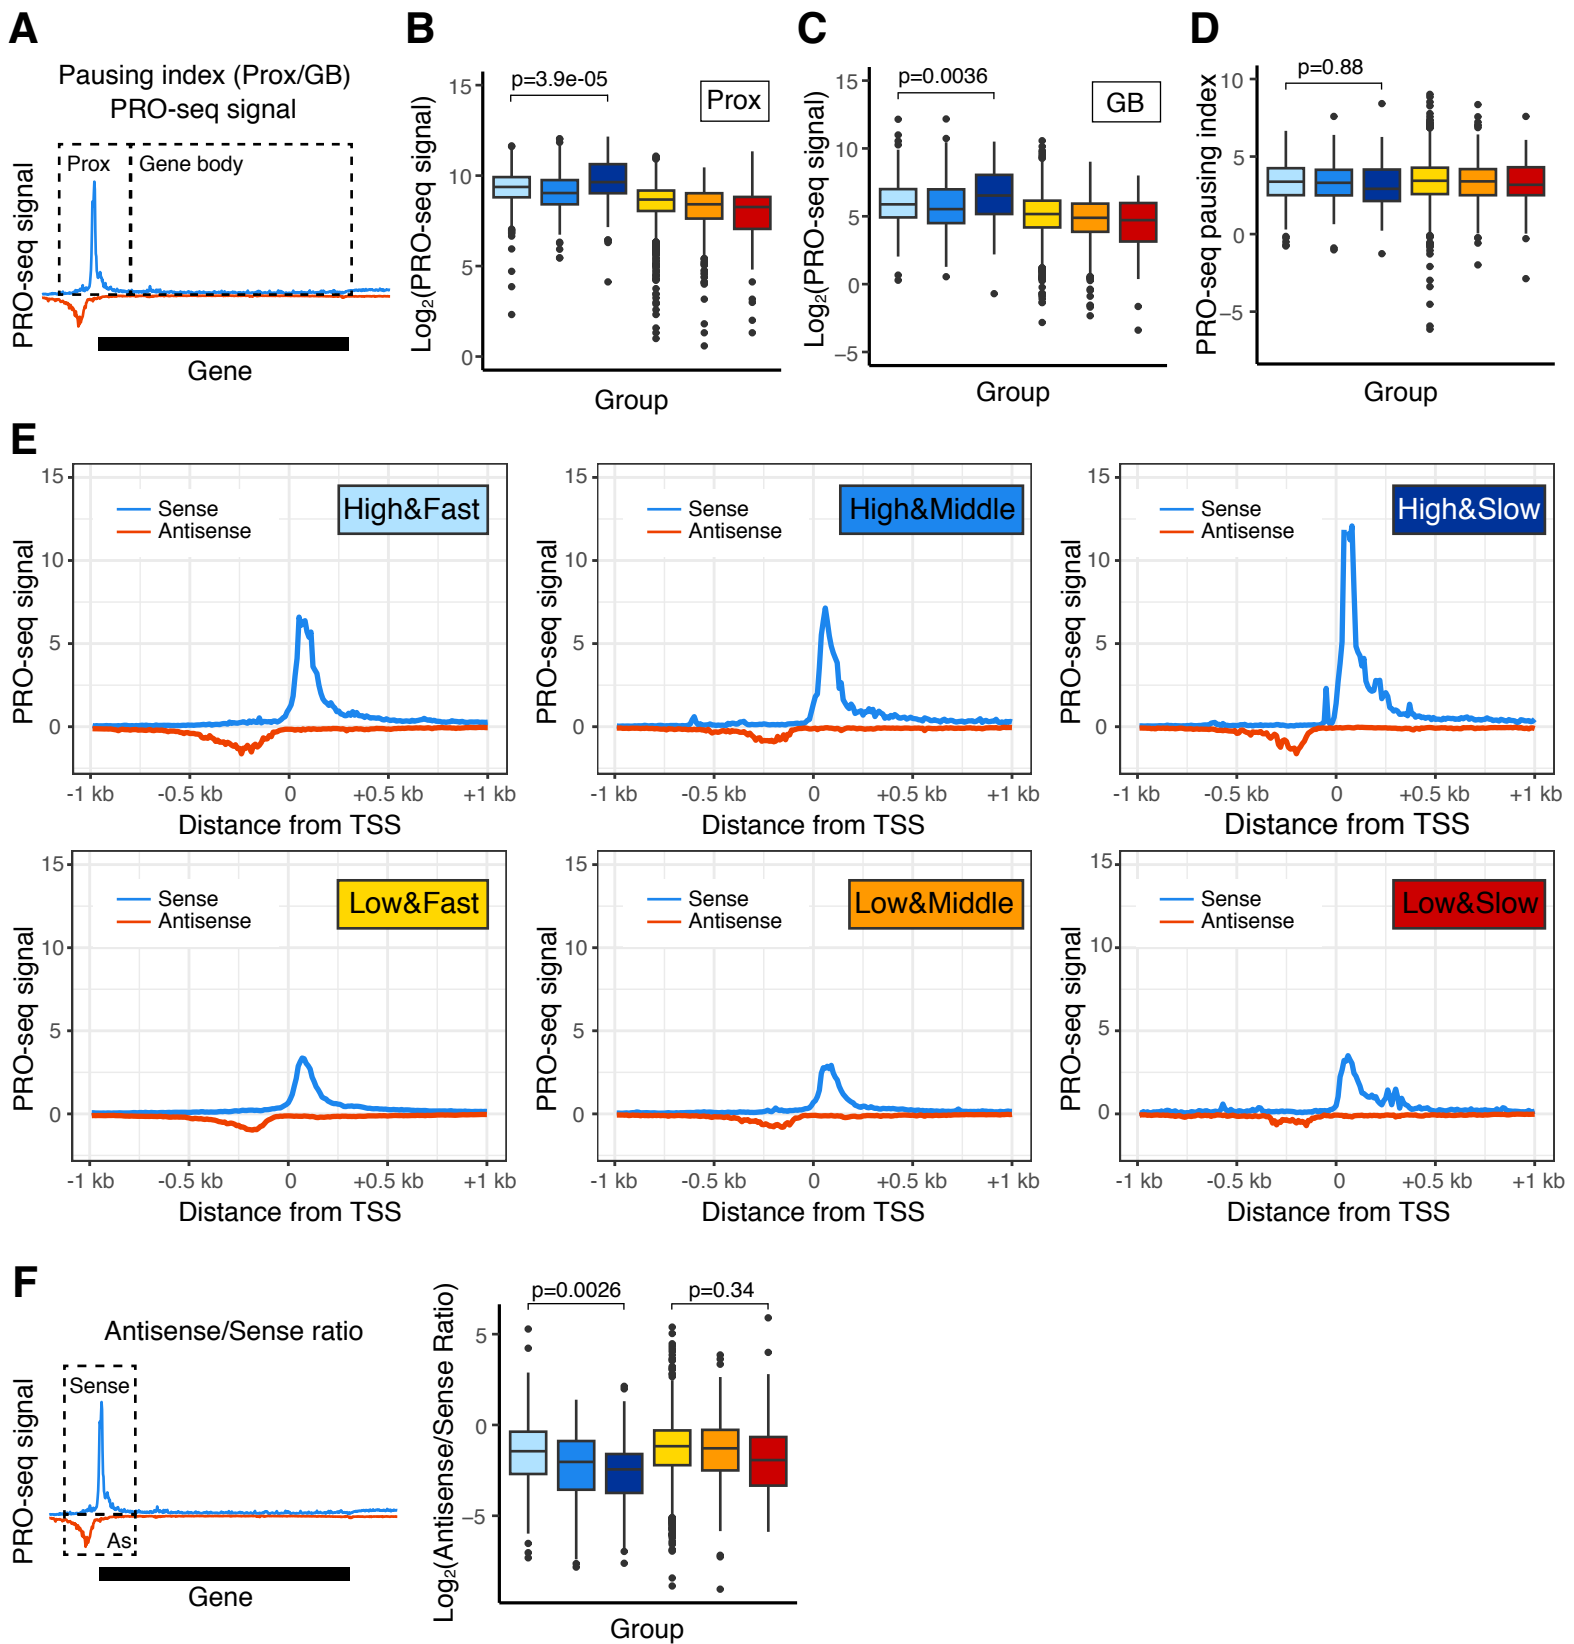 A
Pausing index (Prox/GB)
PRO-seq signal
Prox
Gene body
PRO-seq signal
Gene
B
p=3.9e-05
Prox
Log₂(PRO-seq signal)
15
10
5
0
Group
C
p=0.0036
GB
Log₂(PRO-seq signal)
15
10
5
0
−5
Group
D
p=0.88
PRO-seq pausing index
10
5
0
−5
Group
E
PRO-seq signal
15
10
5
0
Sense
Antisense
High&Fast
-1 kb
-0.5 kb
0
+0.5 kb
+1 kb
Distance from TSS
PRO-seq signal
15
10
5
0
Sense
Antisense
High&Middle
-1 kb
-0.5 kb
0
+0.5 kb
+1 kb
Distance from TSS
PRO-seq signal
15
10
5
0
Sense
Antisense
High&Slow
-1 kb
-0.5 kb
0
+0.5 kb
+1 kb
Distance from TSS
PRO-seq signal
15
10
5
0
Sense
Antisense
Low&Fast
-1 kb
-0.5 kb
0
+0.5 kb
+1 kb
Distance from TSS
PRO-seq signal
15
10
5
0
Sense
Antisense
Low&Middle
-1 kb
-0.5 kb
0
+0.5 kb
+1 kb
Distance from TSS
PRO-seq signal
15
10
5
0
Sense
Antisense
Low&Slow
-1 kb
-0.5 kb
0
+0.5 kb
+1 kb
Distance from TSS
F
Antisense/Sense ratio
Sense
As
PRO-seq signal
Gene
p=0.0026
p=0.34
Log₂(Antisense/Sense Ratio)
5
0
−5
Group